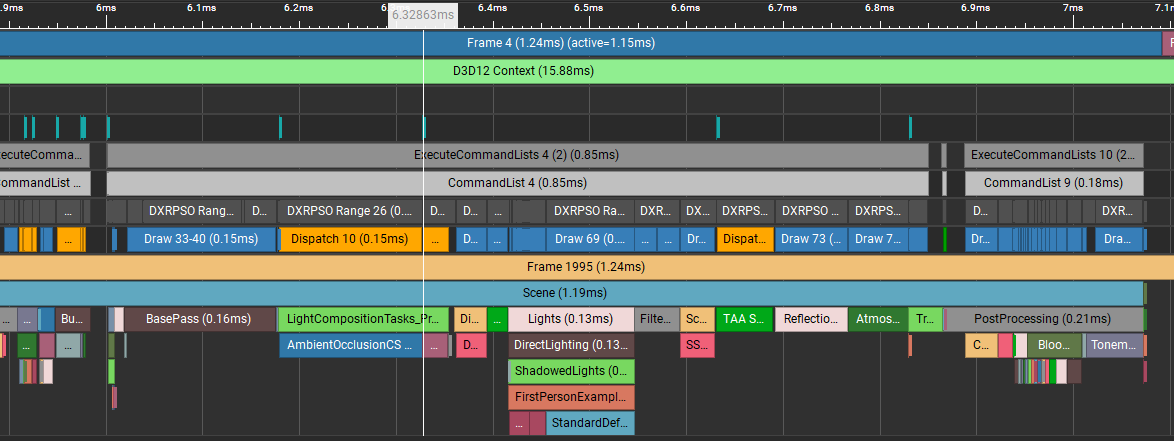 .9ms 6ms 6.1ms 6. 6.32863ms 6.4ms 6.5ms 6.6ms 6.7ms 6.8ms 6.9ms 7ms 7.1
Frame 4 (1.24ms) (active=1.15ms) F
D3D12 Context (15.88ms)
ecuteComma... ExecuteCommandLists 4 (2) (0.85ms) ExecuteCommandLists 10 (2...
CommandList ... CommandList 4 (0.85ms) CommandList 9 (0.18ms)
... DXRPSO Rang... D... DXRPSO Range 26 (0.... D... D... DXRPSO Ra... DXR... DX... DXRPS... DXRPSO ... DXRPS... D... DXR...
... Draw 33-40 (0.15ms) Dispatch 10 (0.15ms) ... D... ... Draw 69 (0.... ... ... Dr... Dispat... Draw 73 (... Draw 7... Dr... Dra...
Frame 1995 (1.24ms)
Scene (1.19ms)
... ... Bu... BasePass (0.16ms) LightCompositionTasks_Pr... Di... ... Lights (0.13ms) Filte... Sc... TAA S... Reflectio... Atmos... Tr... PostProcessing (0.21ms)
... ... AmbientOcclusionCS ... ... D... DirectLighting (0.13... SS... C... Bloo... Tonem...
ShadowedLights (0...
FirstPersonExampl...
... StandardDef...